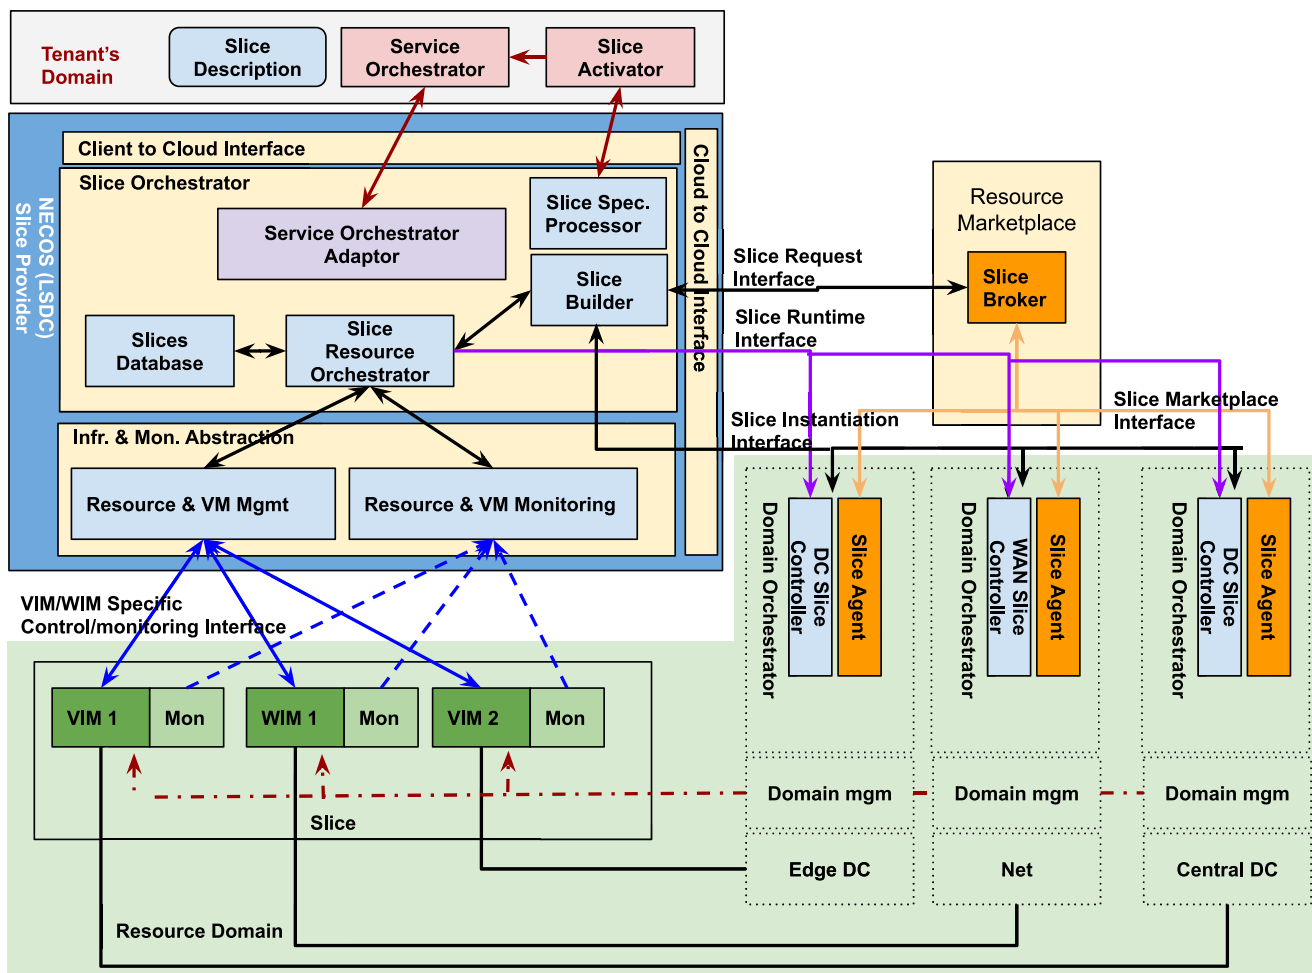 Tenant's
Domain
Slice
Description
Service
Orchestrator
Slice
Activator
NECOS (LSDC)
Slice Provider
Client to Cloud Interface
Cloud to Cloud Interface
Slice Orchestrator
Slice Spec.
Processor
Service Orchestrator
Adaptor
Slice
Builder
Slices
Database
Slice
Resource
Orchestrator
Infr. & Mon. Abstraction
Resource & VM Mgmt
Resource & VM Monitoring
Resource
Marketplace
Slice
Broker
Slice Request
Interface
Slice Runtime
Interface
Slice Marketplace
Interface
Slice Instantiation
Interface
Domain Orchestrator
DC Slice
Controller
Slice Agent
Domain Orchestrator
WAN Slice
Controller
Slice Agent
Domain Orchestrator
DC Slice
Controller
Slice Agent
VIM/WIM Specific
Control/monitoring Interface
VIM 1
Mon
WIM 1
Mon
VIM 2
Mon
Slice
Domain mgm
Domain mgm
Domain mgm
Edge DC
Net
Central DC
Resource Domain